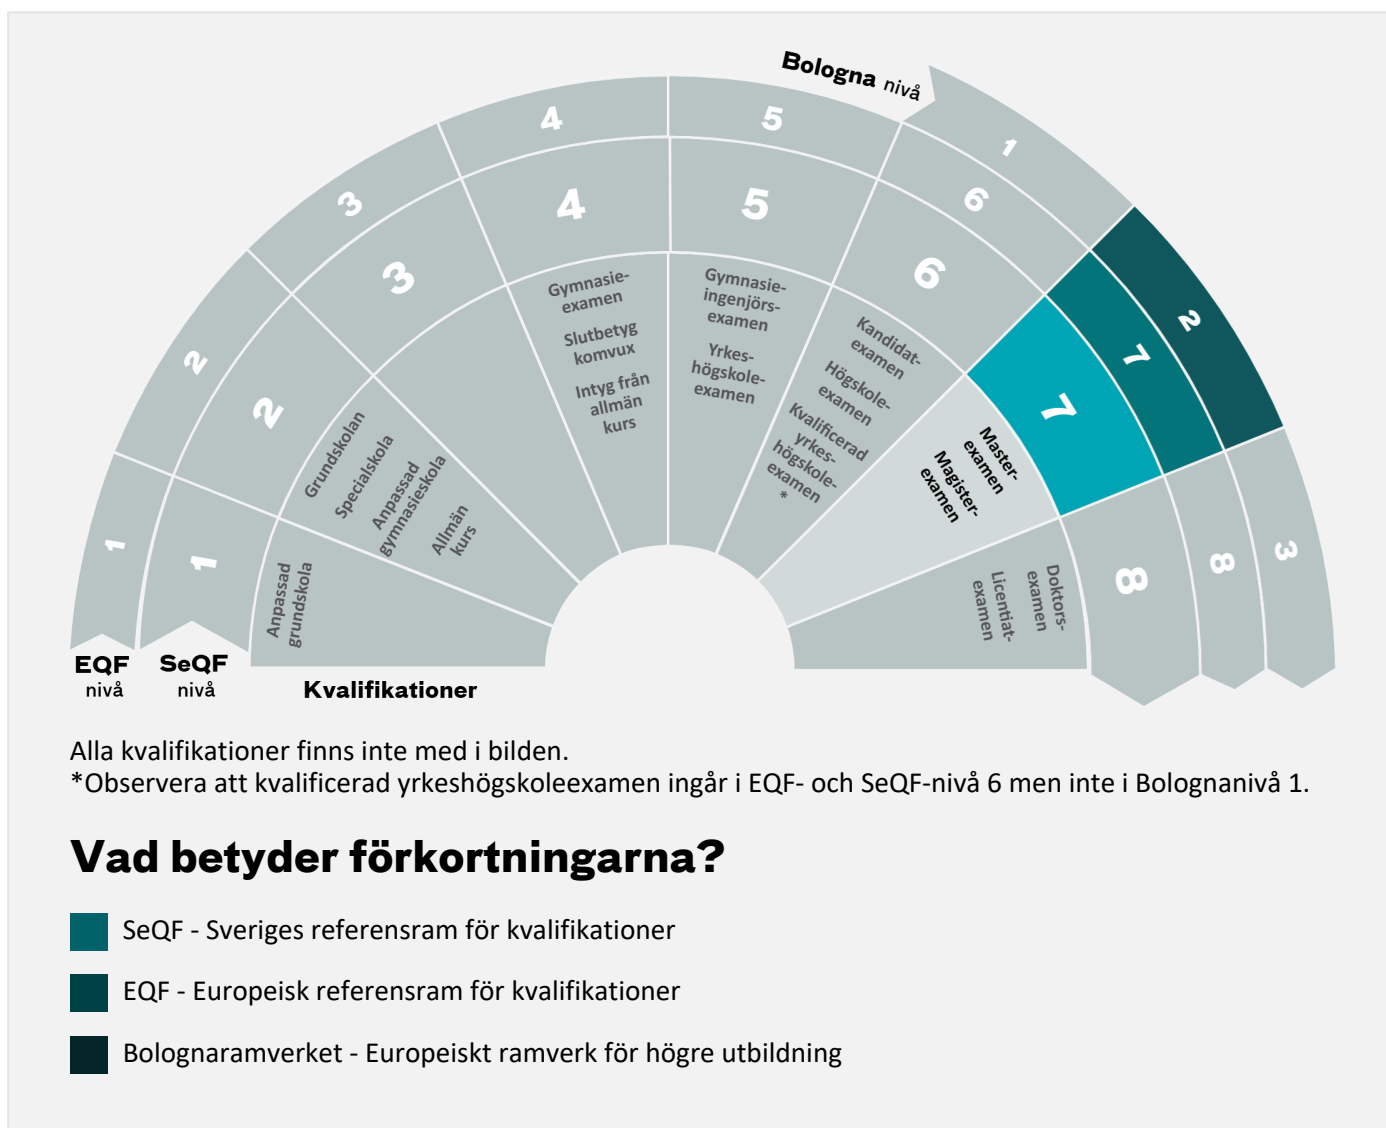 Bologna nivå
1
2
3
1
2
3
4
5
6
7
8
1
2
3
4
5
6
7
8
Anpassad
grundskola
Grundskolan
Specialskola
Anpassad
gymnasieskola
Allmän
kurs
Gymnasie-
examen
Slutbetyg
komvux
Intyg från
allmän
kurs
Gymnasie-
ingenjörs-
examen
Yrkes-
högskole-
examen
Kandidat-
examen
Högskole-
examen
Kvalificerad
yrkes-
högskole-
examen
*
Master-
examen
Magister-
examen
Doktors-
examen
Licentiat-
examen
EQF
nivå
SeQF
nivå
Kvalifikationer
Alla kvalifikationer finns inte med i bilden.
*Observera att kvalificerad yrkeshögskoleexamen ingår i EQF- och SeQF-nivå 6 men inte i Bolognanivå 1.
Vad betyder förkortningarna?
SeQF - Sveriges referensram för kvalifikationer
EQF - Europeisk referensram för kvalifikationer
Bolognaramverket - Europeiskt ramverk för högre utbildning